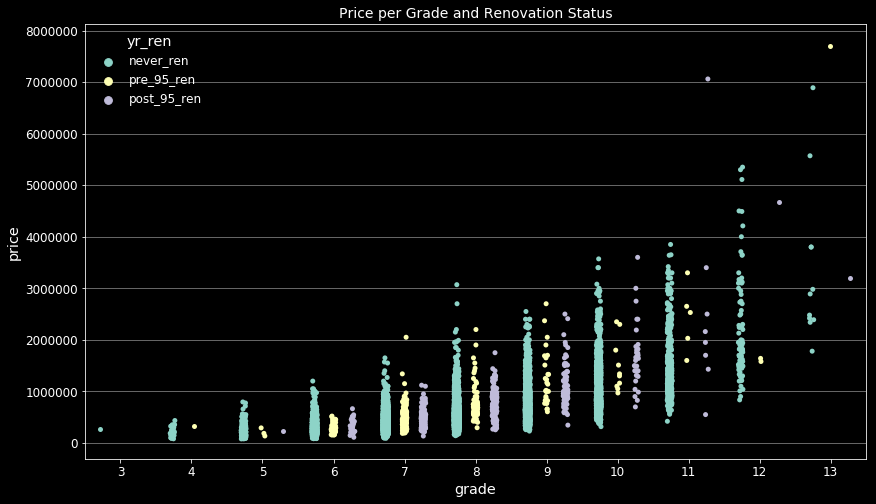 Price per Grade and Renovation Status
yr_ren
never_ren
pre_95_ren
post_95_ren
8000000
7000000
6000000
5000000
4000000
3000000
2000000
1000000
0
price
3 4 5 6 7 8 9 10 11 12 13
grade